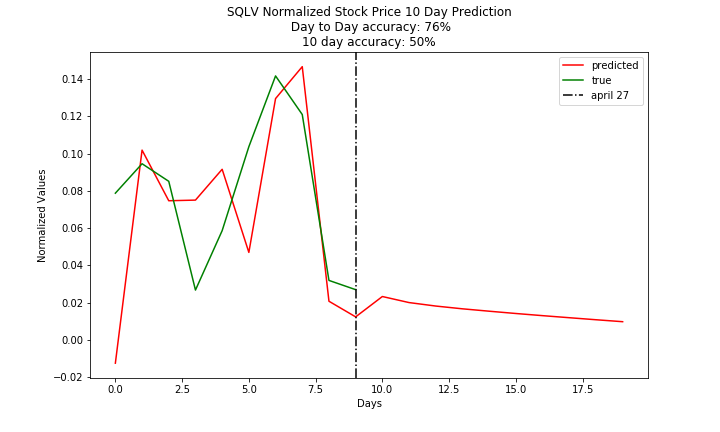 SQLV Normalized Stock Price 10 Day Prediction
Day to Day accuracy: 76%
10 day accuracy: 50%
predicted
true
april 27
Normalized Values
0.14
0.12
0.10
0.08
0.06
0.04
0.02
0.00
−0.02
0.0 2.5 5.0 7.5 10.0 12.5 15.0 17.5
Days